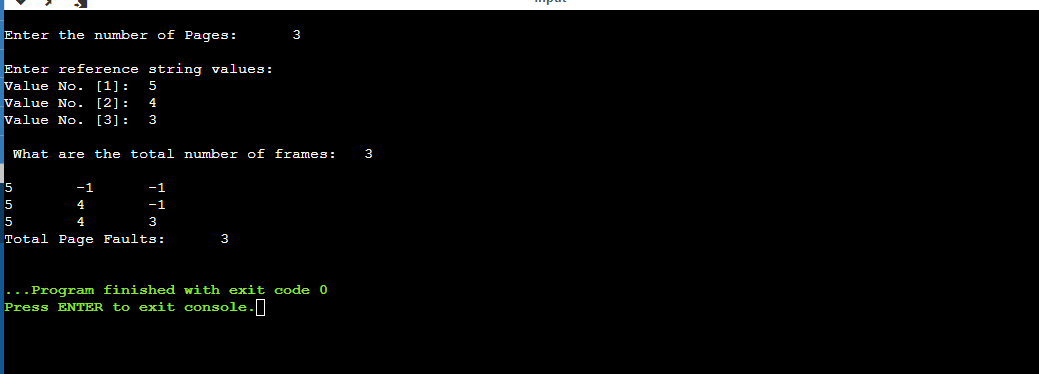 input
Enter the number of Pages: 3
Enter reference string values:
Value No. [1]: 5
Value No. [2]: 4
Value No. [3]: 3
What are the total number of frames: 3
5 -1 -1
5 4 -1
5 4 3
Total Page Faults: 3
...Program finished with exit code 0
Press ENTER to exit console.